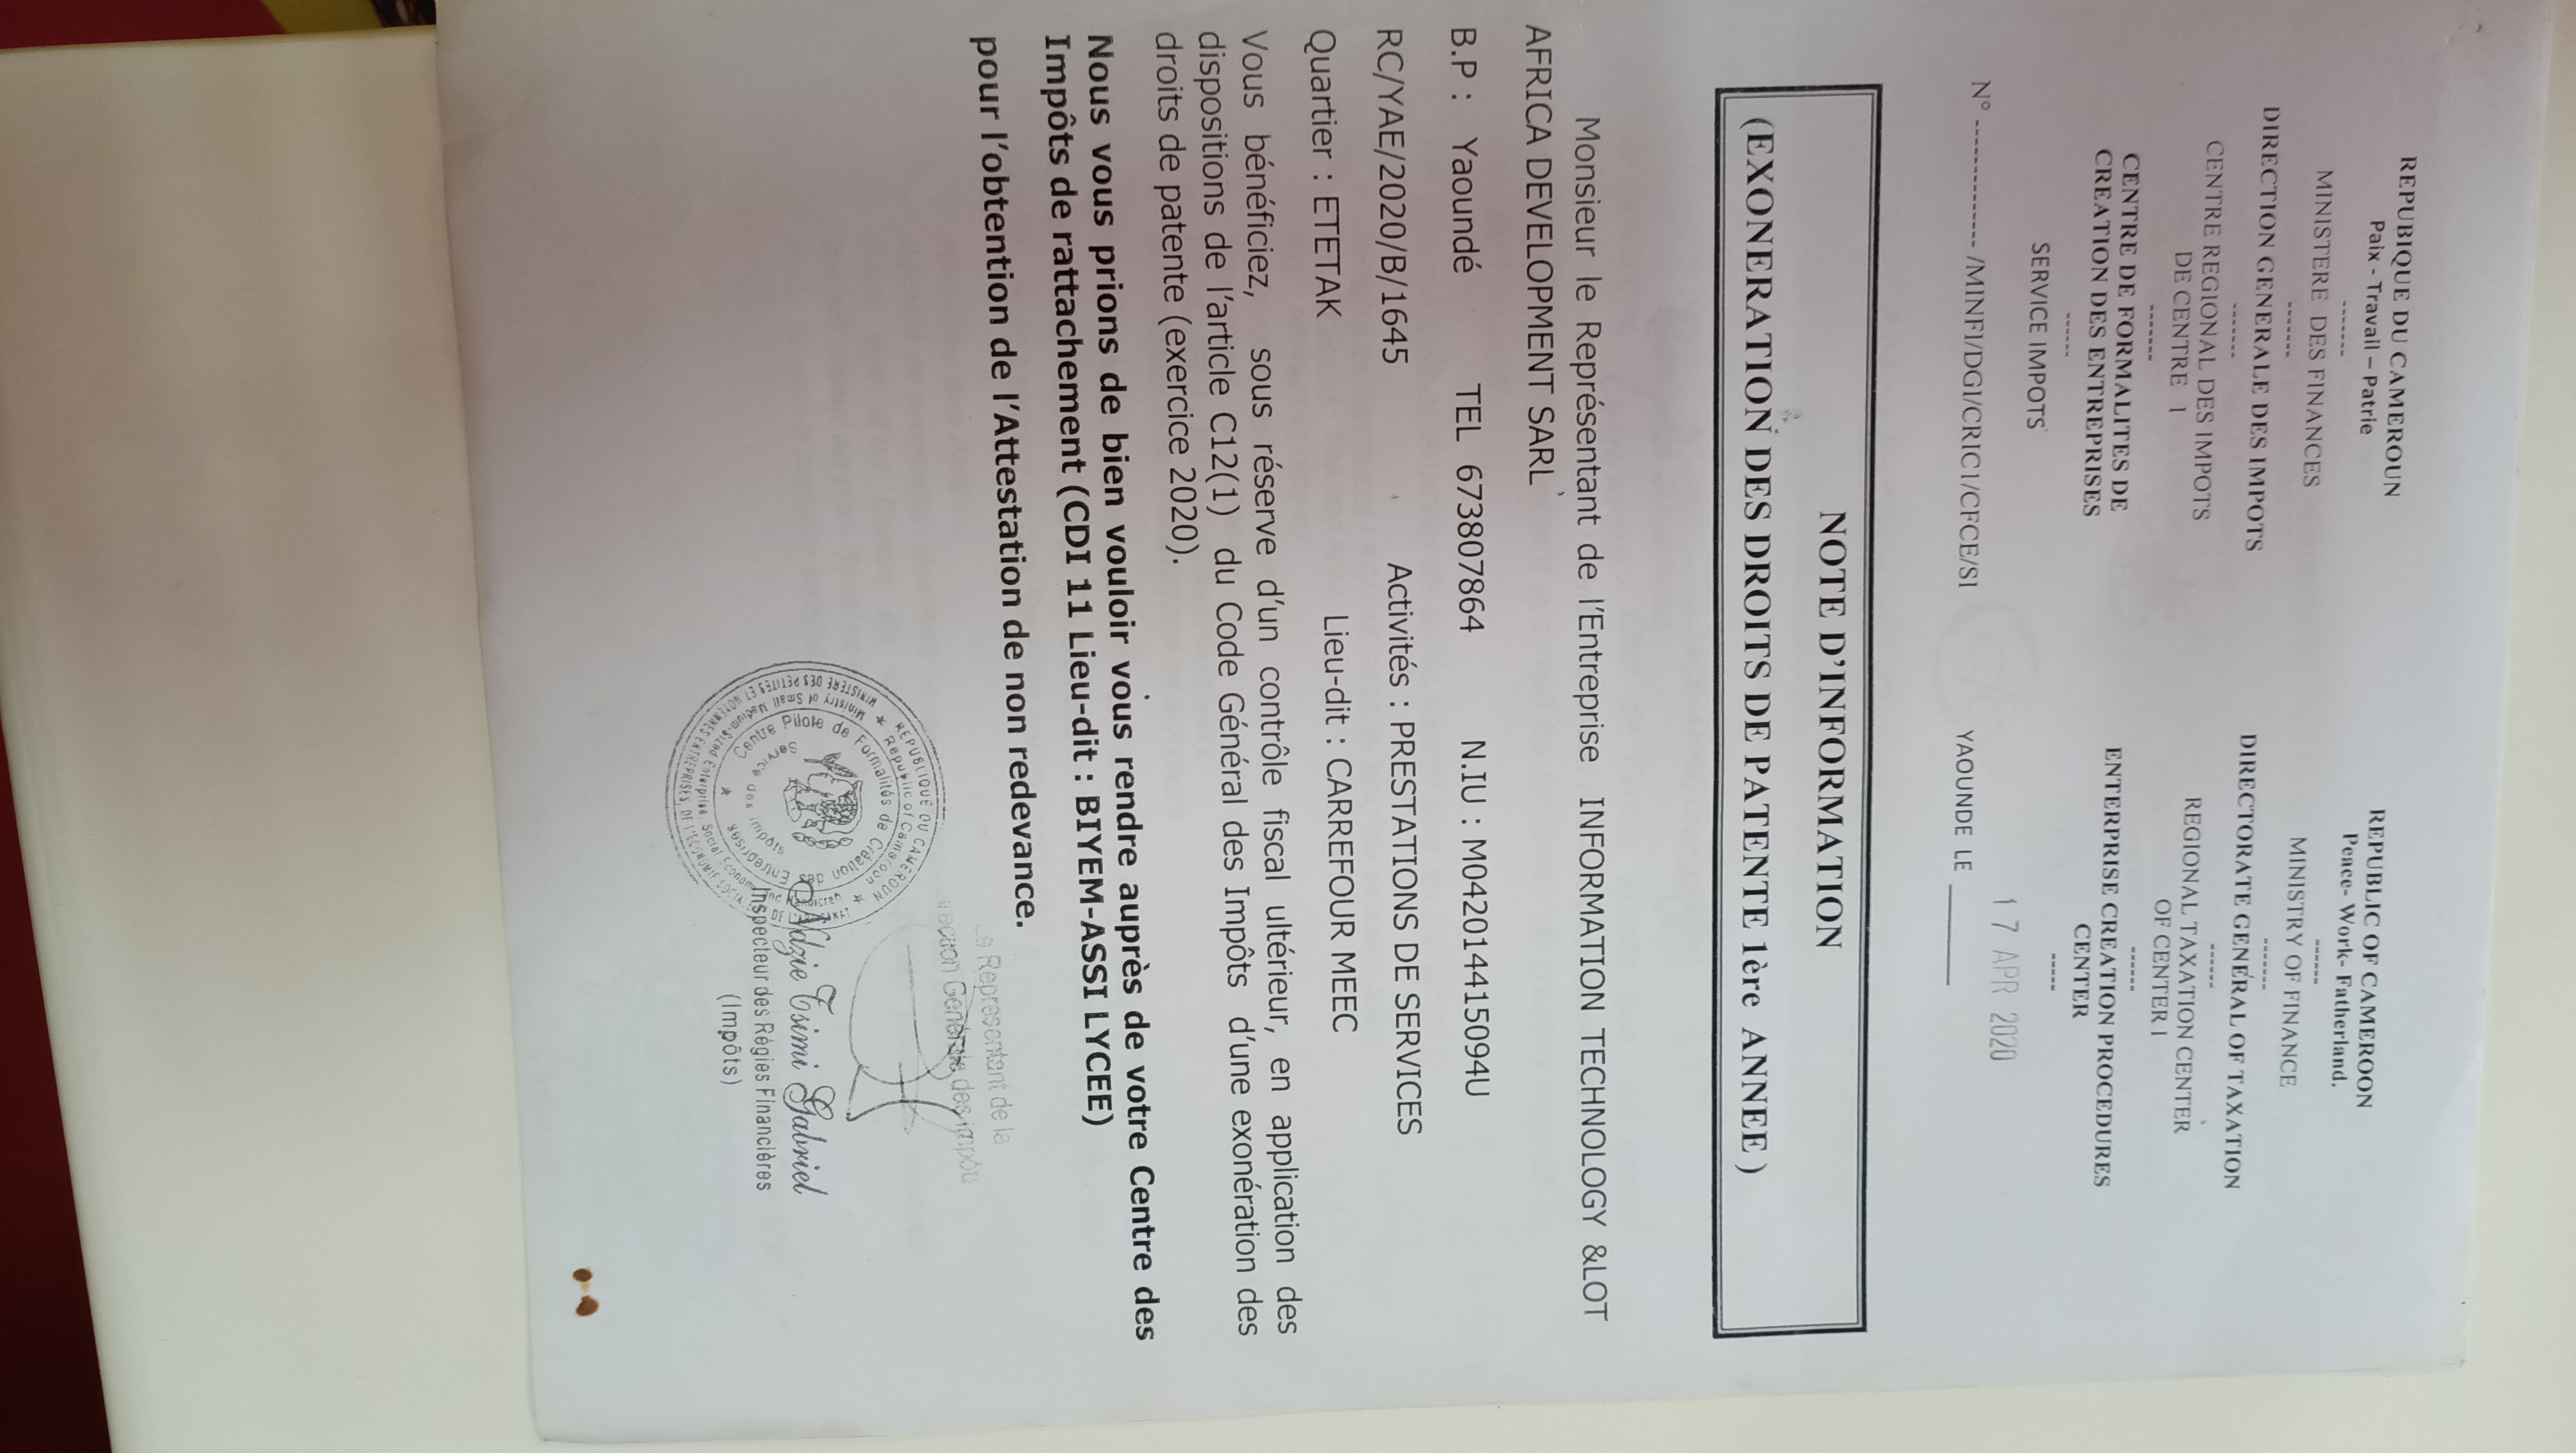 REPUBIQUE DU CAMEROUN
Paix - Travail – Patrie
------
MINISTERE DES FINANCES
------
DIRECTION GENERALE DES IMPOTS
------
CENTRE REGIONAL DES IMPOTS
DE CENTRE 1
------
CENTRE DE FORMALITES DE
CREATION DES ENTREPRISES
-----
SERVICE IMPOTS
N° ------------- /MINFI/DGI/CRIC1/CFCE/SI
REPUBLIC OF CAMEROON
Peace- Work- Fatherland.
------
MINISTRY OF FINANCE
------
DIRECTORATE GENERAL OF TAXATION
------
REGIONAL TAXATION CENTER
OF CENTER I
------
ENTERPRISE CREATION PROCEDURES
CENTER
-----
17 APR 2020
YAOUNDE LE ________
NOTE D'INFORMATION
(EXONERATION DES DROITS DE PATENTE 1ère ANNEE )
Monsieur le Représentant de l'Entreprise INFORMATION TECHNOLOGY &LOT
AFRICA DEVELOPMENT SARL
B.P : Yaoundé TEL 673807864 N.IU : M042014415094U
RC/YAE/2020/B/1645 Activités : PRESTATIONS DE SERVICES
Quartier : ETETAK Lieu-dit : CARREFOUR MEEC
Vous bénéficiez, sous réserve d'un contrôle fiscal ultérieur, en application des
dispositions de l'article C12(1) du Code Général des Impôts d'une exonération des
droits de patente (exercice 2020).
Nous vous prions de bien vouloir vous rendre auprès de votre Centre des
Impôts de rattachement (CDI 11 Lieu-dit : BIYEM-ASSI LYCEE)
pour l'obtention de l'Attestation de non redevance.
Le Représentant de la
Direction Générale des impôts
REPUBLIQUE DU CAMEROUN
Republic of Cameroon
MINISTERE DES PETITES ET MOYENNES ENTREPRISES, DE L'ECONOMIE SOCIALE DE L'ARTISANAT
Ministry of Small Medium-Sized Enterprise Social Economy and Handicraft
Centre Pilote de Formalités de Création des Entreprises
Service des impôts
Ndzie Tsimi Gabriel
Inspecteur des Régies Financières
(Impôts)